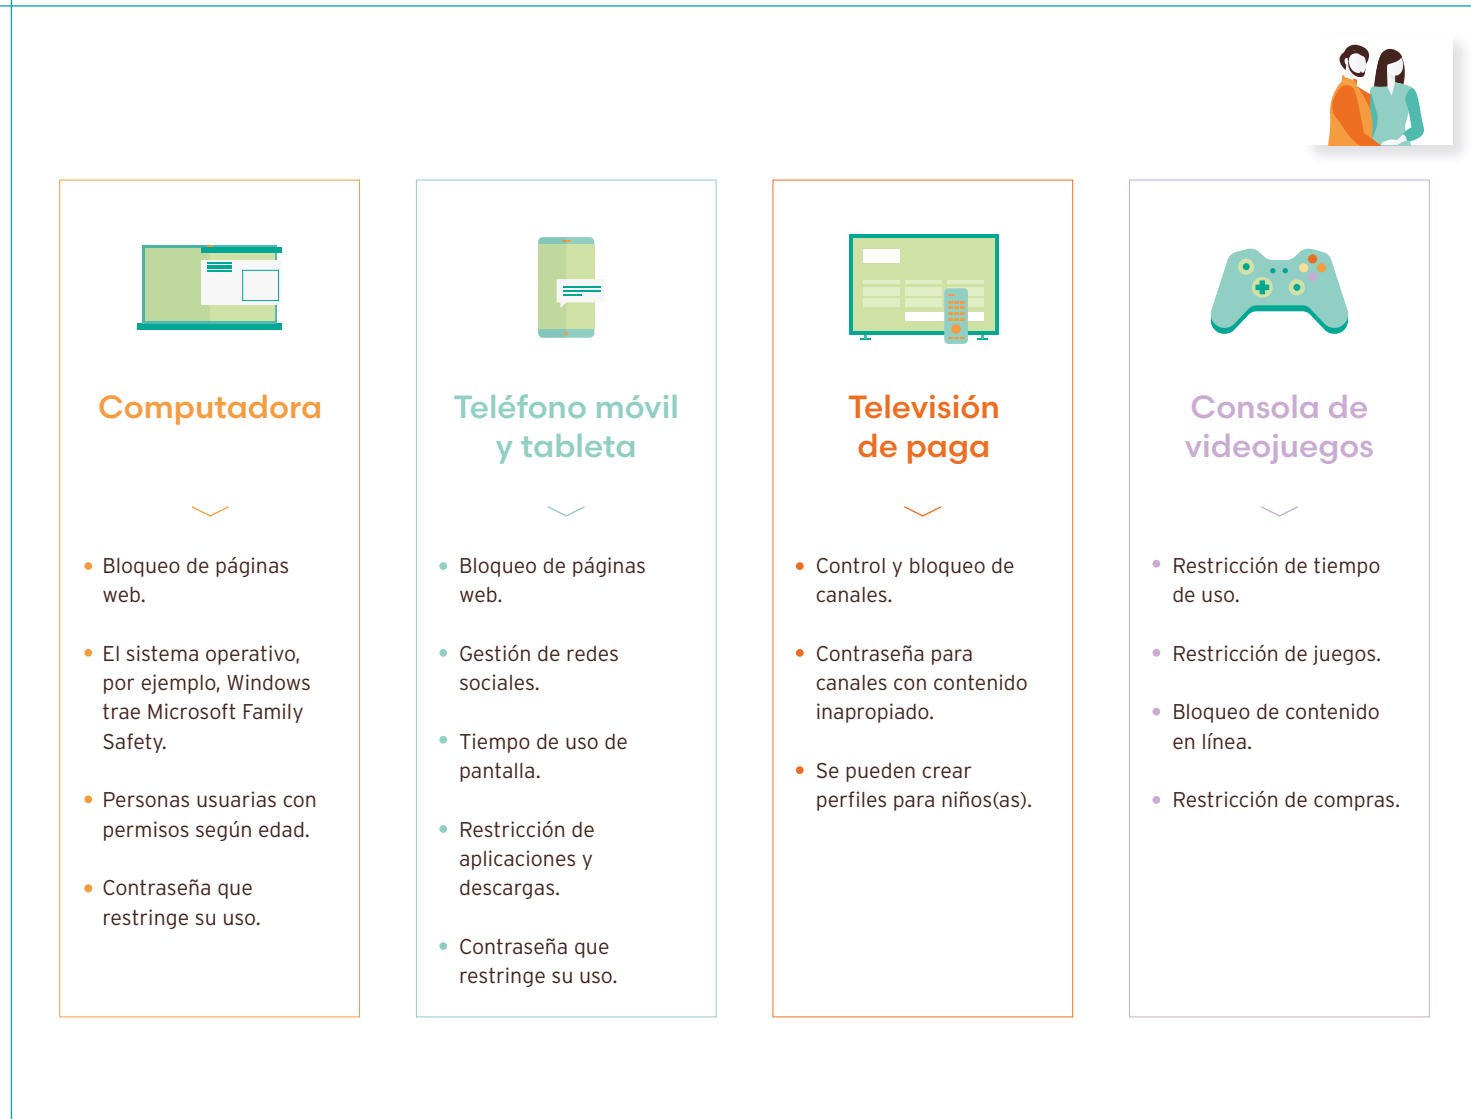 Computadora
Bloqueo de páginas
web.
El sistema operativo,
por ejemplo, Windows
trae Microsoft Family
Safety.
Personas usuarias con
permisos según edad.
Contraseña que
restringe su uso.
Teléfono móvil
y tableta
Bloqueo de páginas
web.
Gestión de redes
sociales.
Tiempo de uso de
pantalla.
Restricción de
aplicaciones y
descargas.
Contraseña que
restringe su uso.
Televisión
de paga
Control y bloqueo de
canales.
Contraseña para
canales con contenido
inapropiado.
Se pueden crear
perfiles para niños(as).
Consola de
videojuegos
Restricción de tiempo
de uso.
Restricción de juegos.
Bloqueo de contenido
en línea.
Restricción de compras.